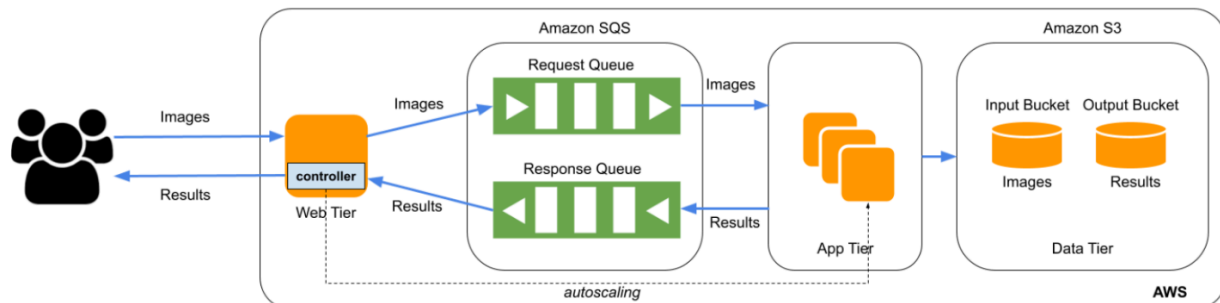 Amazon SQS
Amazon S3
Request Queue
Images
Images
Images
Input Bucket
Output Bucket
controller
Response Queue
Images
Results
Results
Results
Results
Web Tier
App Tier
Data Tier
autoscaling
AWS